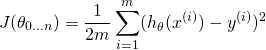 J(θ_{0...n}) = \frac{1}{2m} \sum_{i=1}^{m} (h_θ(x^{(i)}) - y^{(i)})^2